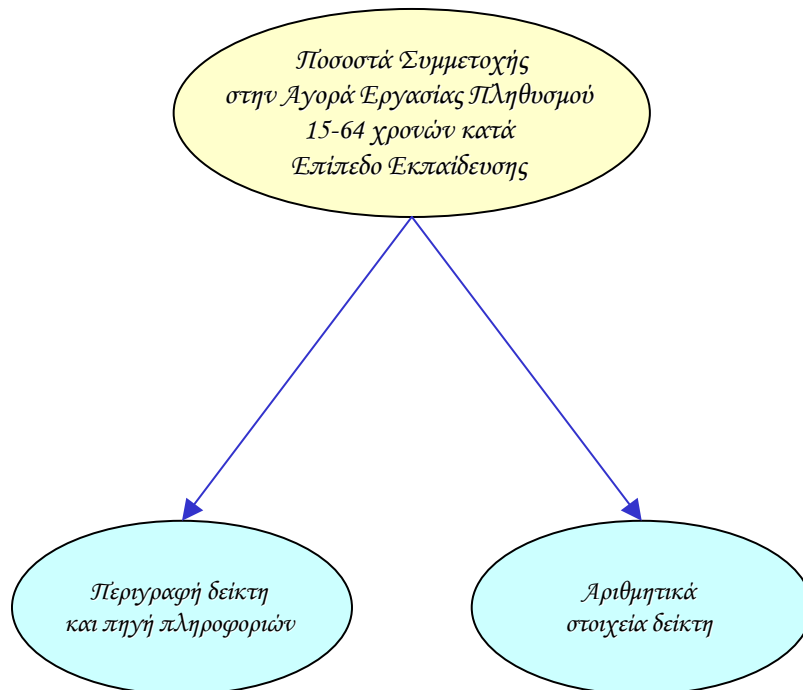 Ποσοστά Συμμετοχής
στην Αγορά Εργασίας Πληθυσμού
15-64 χρονών κατά
Επίπεδο Εκπαίδευσης
Περιγραφή δείκτη
και πηγή πληροφοριών
Αριθμητικά
στοιχεία δείκτη